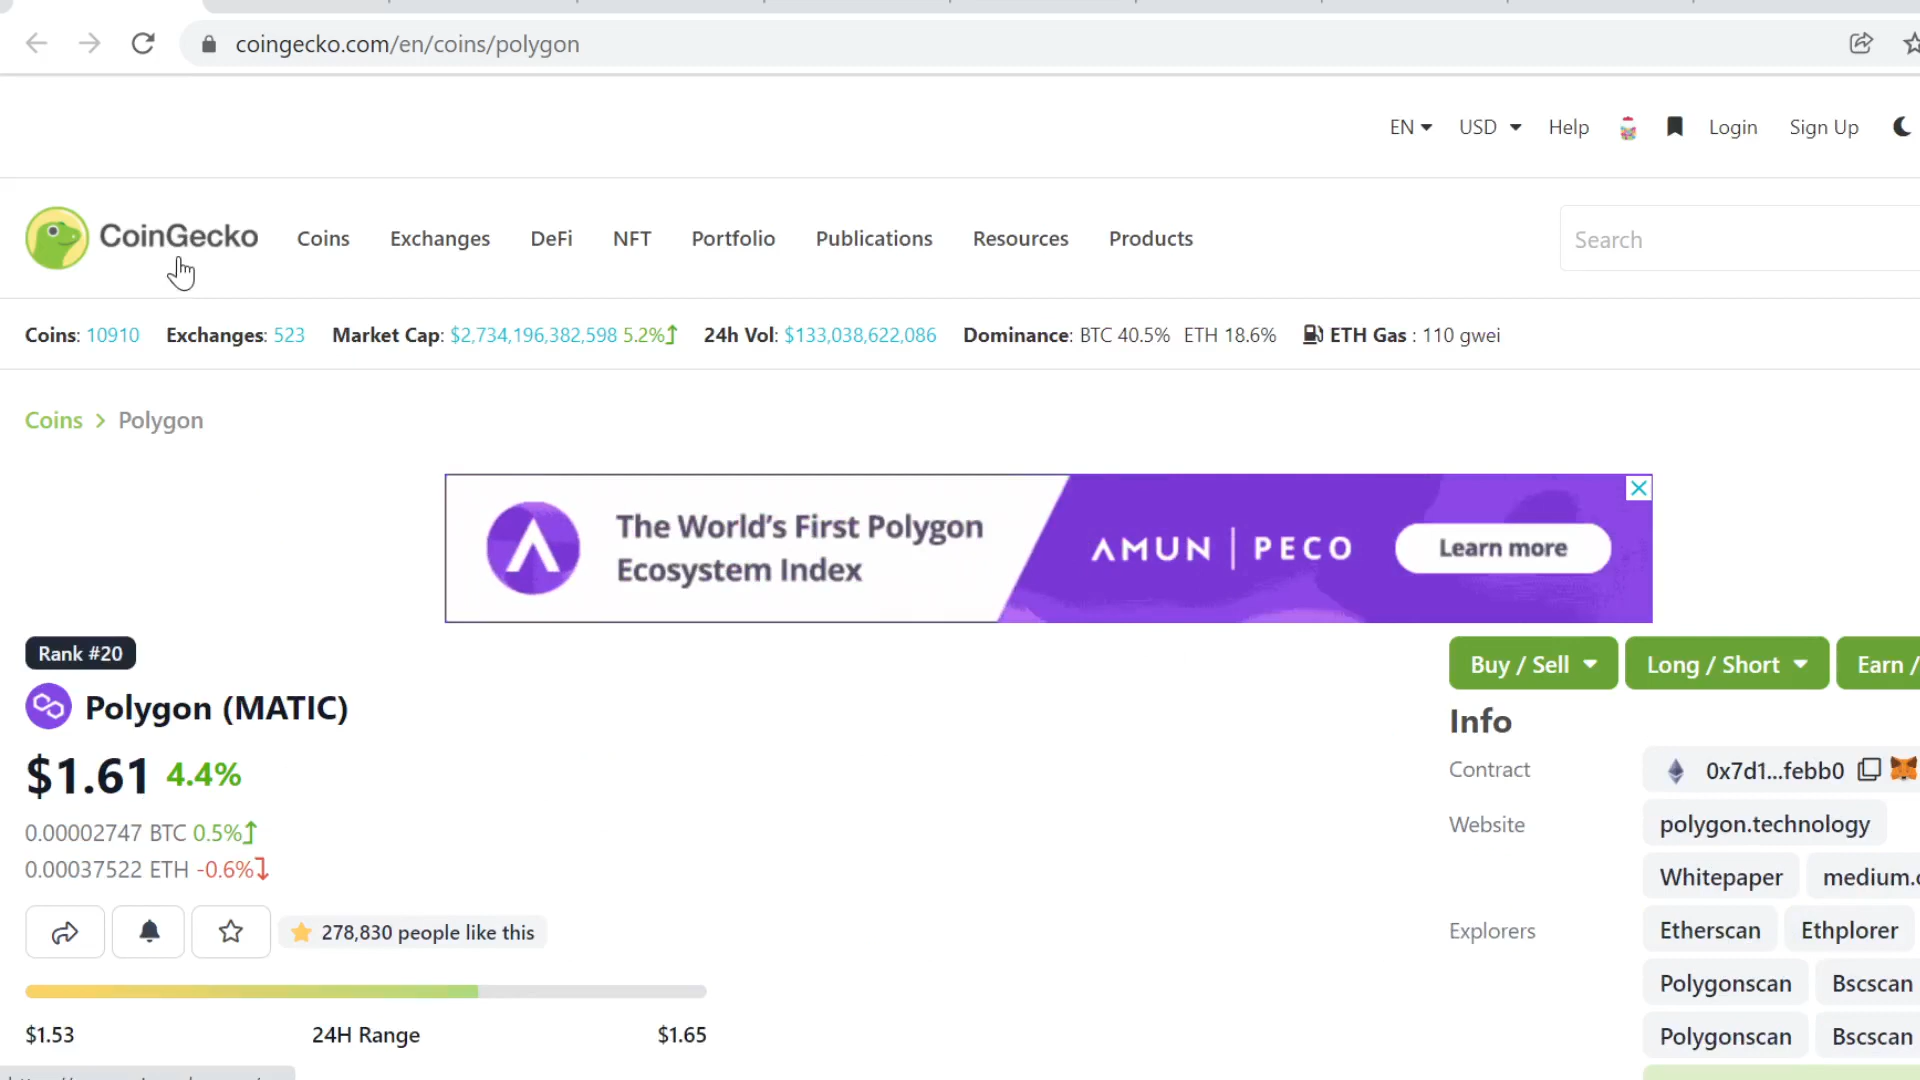 coingecko.com/en/coins/polygon
EN USD Help Login Sign Up
CoinGecko Coins Exchanges DeFi NFT Portfolio Publications Resources Products Search
Coins: 10910 Exchanges: 523 Market Cap: $2,734,196,382,598 5.2% 24h Vol: $133,038,622,086 Dominance: BTC 40.5% ETH 18.6% ETH Gas : 110 gwei
Coins > Polygon
The World's First Polygon
Ecosystem Index
AMUN | PECO
Learn more
Rank #20
Polygon (MATIC)
$1.61 4.4%
0.00002747 BTC 0.5%
0.00037522 ETH -0.6%
278,830 people like this
$1.53 24H Range $1.65
Buy / Sell Long / Short Earn /
Info
Contract 0x7d1...febb0
Website polygon.technology
Whitepaper medium.c
Explorers Etherscan Ethplorer
Polygonscan Bscscan
Polygonscan Bscscan